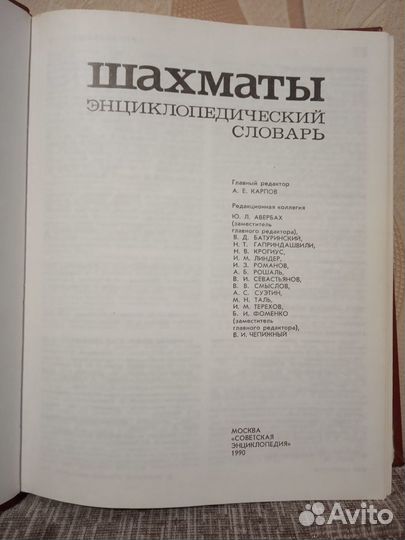 ШАХМАТЫ
ЭНЦИКЛОПЕДИЧЕСКИЙ
СЛОВАРЬ
Главный редактор
А. Е. КАРПОВ
Редакционная коллегия
Ю. Л. АВЕРБАХ
(заместитель
главного редактора),
В. Д. БАТУРИНСКИЙ,
Н. Т. ГАПРИНДАШВИЛИ,
Н. В. КРОГИУС,
И. М. ЛИНДЕР,
И. З. РОМАНОВ,
А. Б. РОШАЛЬ,
В. И. СЕВАСТЬЯНОВ,
В. В. СМЫСЛОВ,
А. С. СУЭТИН,
М. Н. ТАЛЬ,
И. М. ТЕРЕХОВ,
Б. И. ФОМЕНКО
(заместитель
главного редактора),
В. И. ЧЕПИЖНЫЙ
МОСКВА
«СОВЕТСКАЯ
ЭНЦИКЛОПЕДИЯ»
1990
Avito